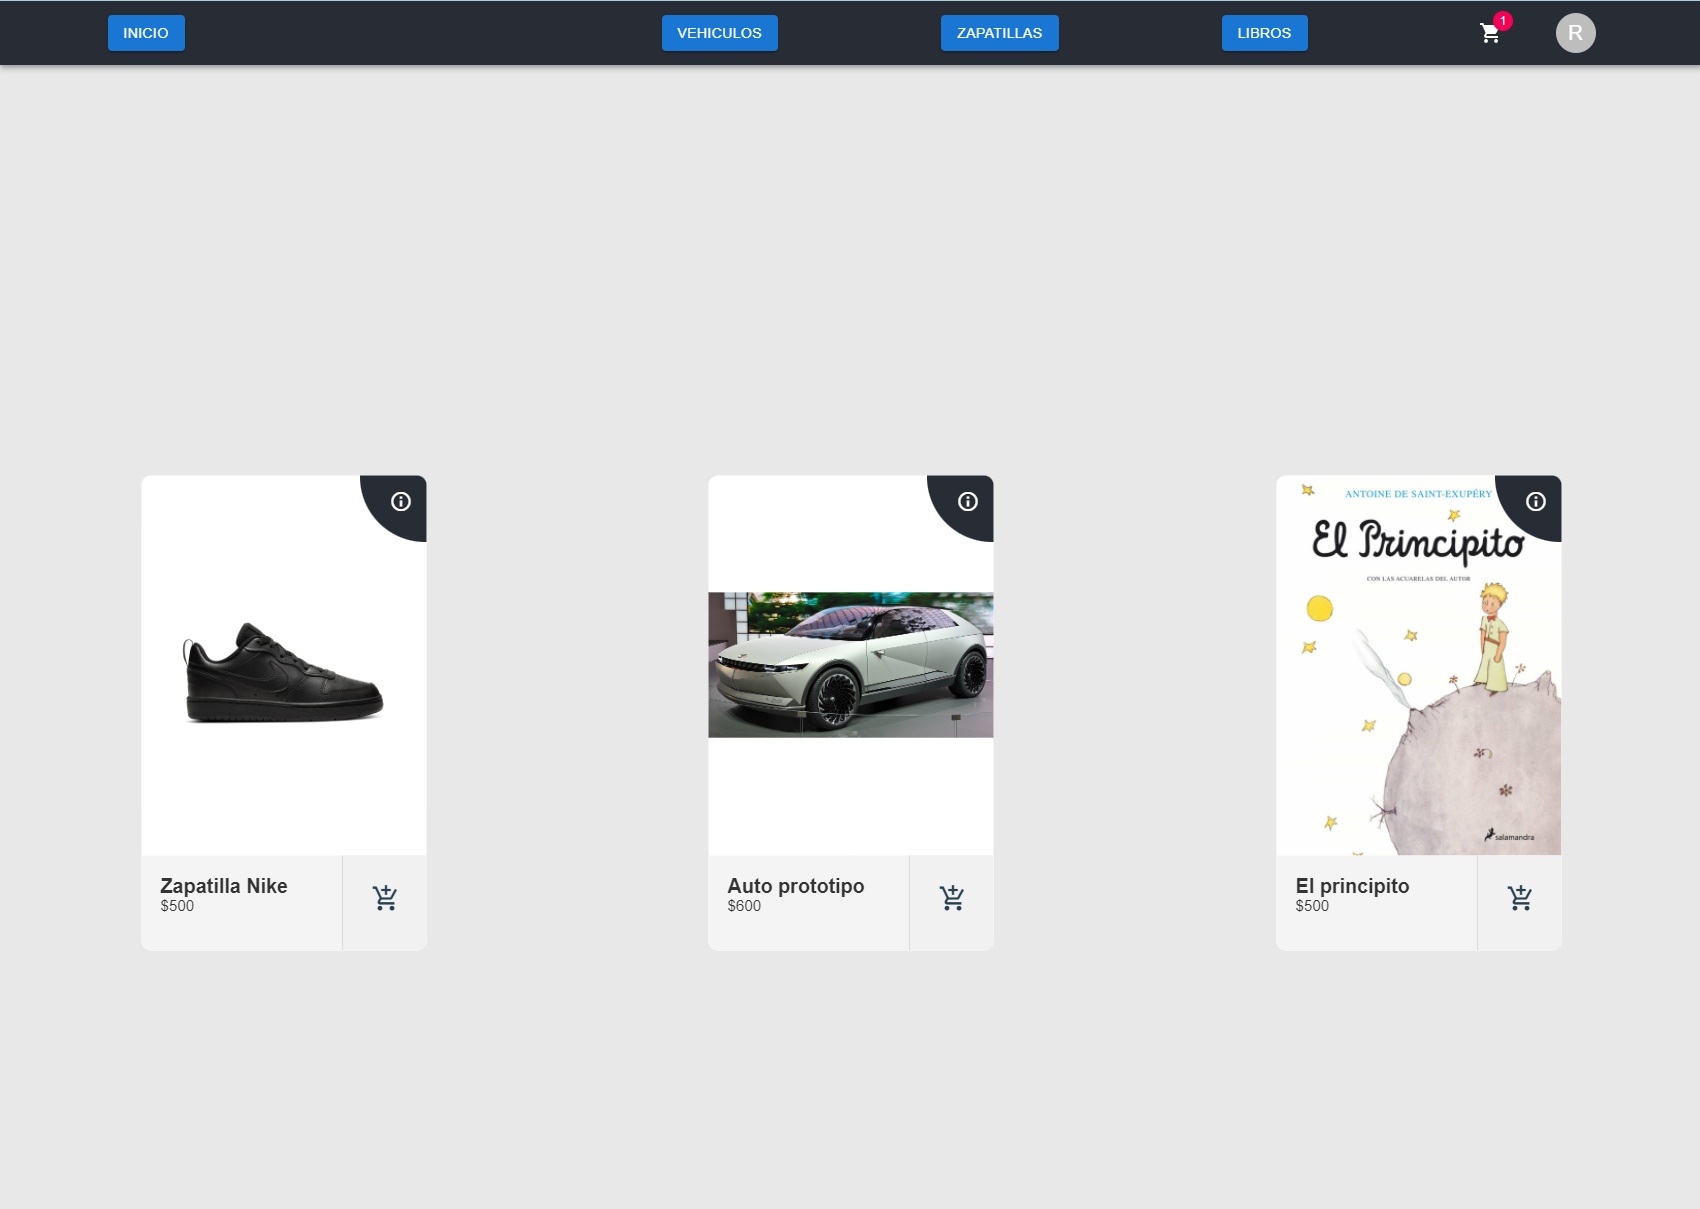 INICIO
VEHICULOS
ZAPATILLAS
LIBROS
1
R
ANTOINE DE SAINT-EXUPÉRY
El Principito
CON LAS ACUARELAS DEL AUTOR
salamandra
Zapatilla Nike
$500
Auto prototipo
$600
El principito
$500